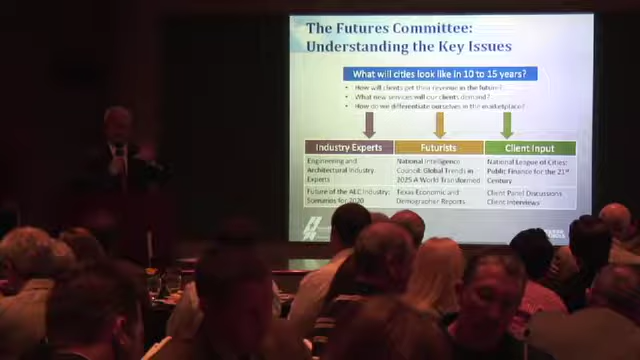 The Futures Committee:
Understanding the Key Issues
What will cities look like in 10 to 15 years?
• How will clients get their revenue in the future?
• What new services will our clients demand?
• How do we differentiate ourselves in the marketplace?
Industry Experts
Engineering and
Architectural Industry
Experts
Future of the AEC Industry:
Scenarios for 2020
Futurists
National Intelligence
Council: Global Trends in
2025 A World Transformed
Texas Economic and
Demographer Reports
Client Input
National League of Cities:
Public Finance for the 21st
Century
Client Panel Discussions
Client Interviews